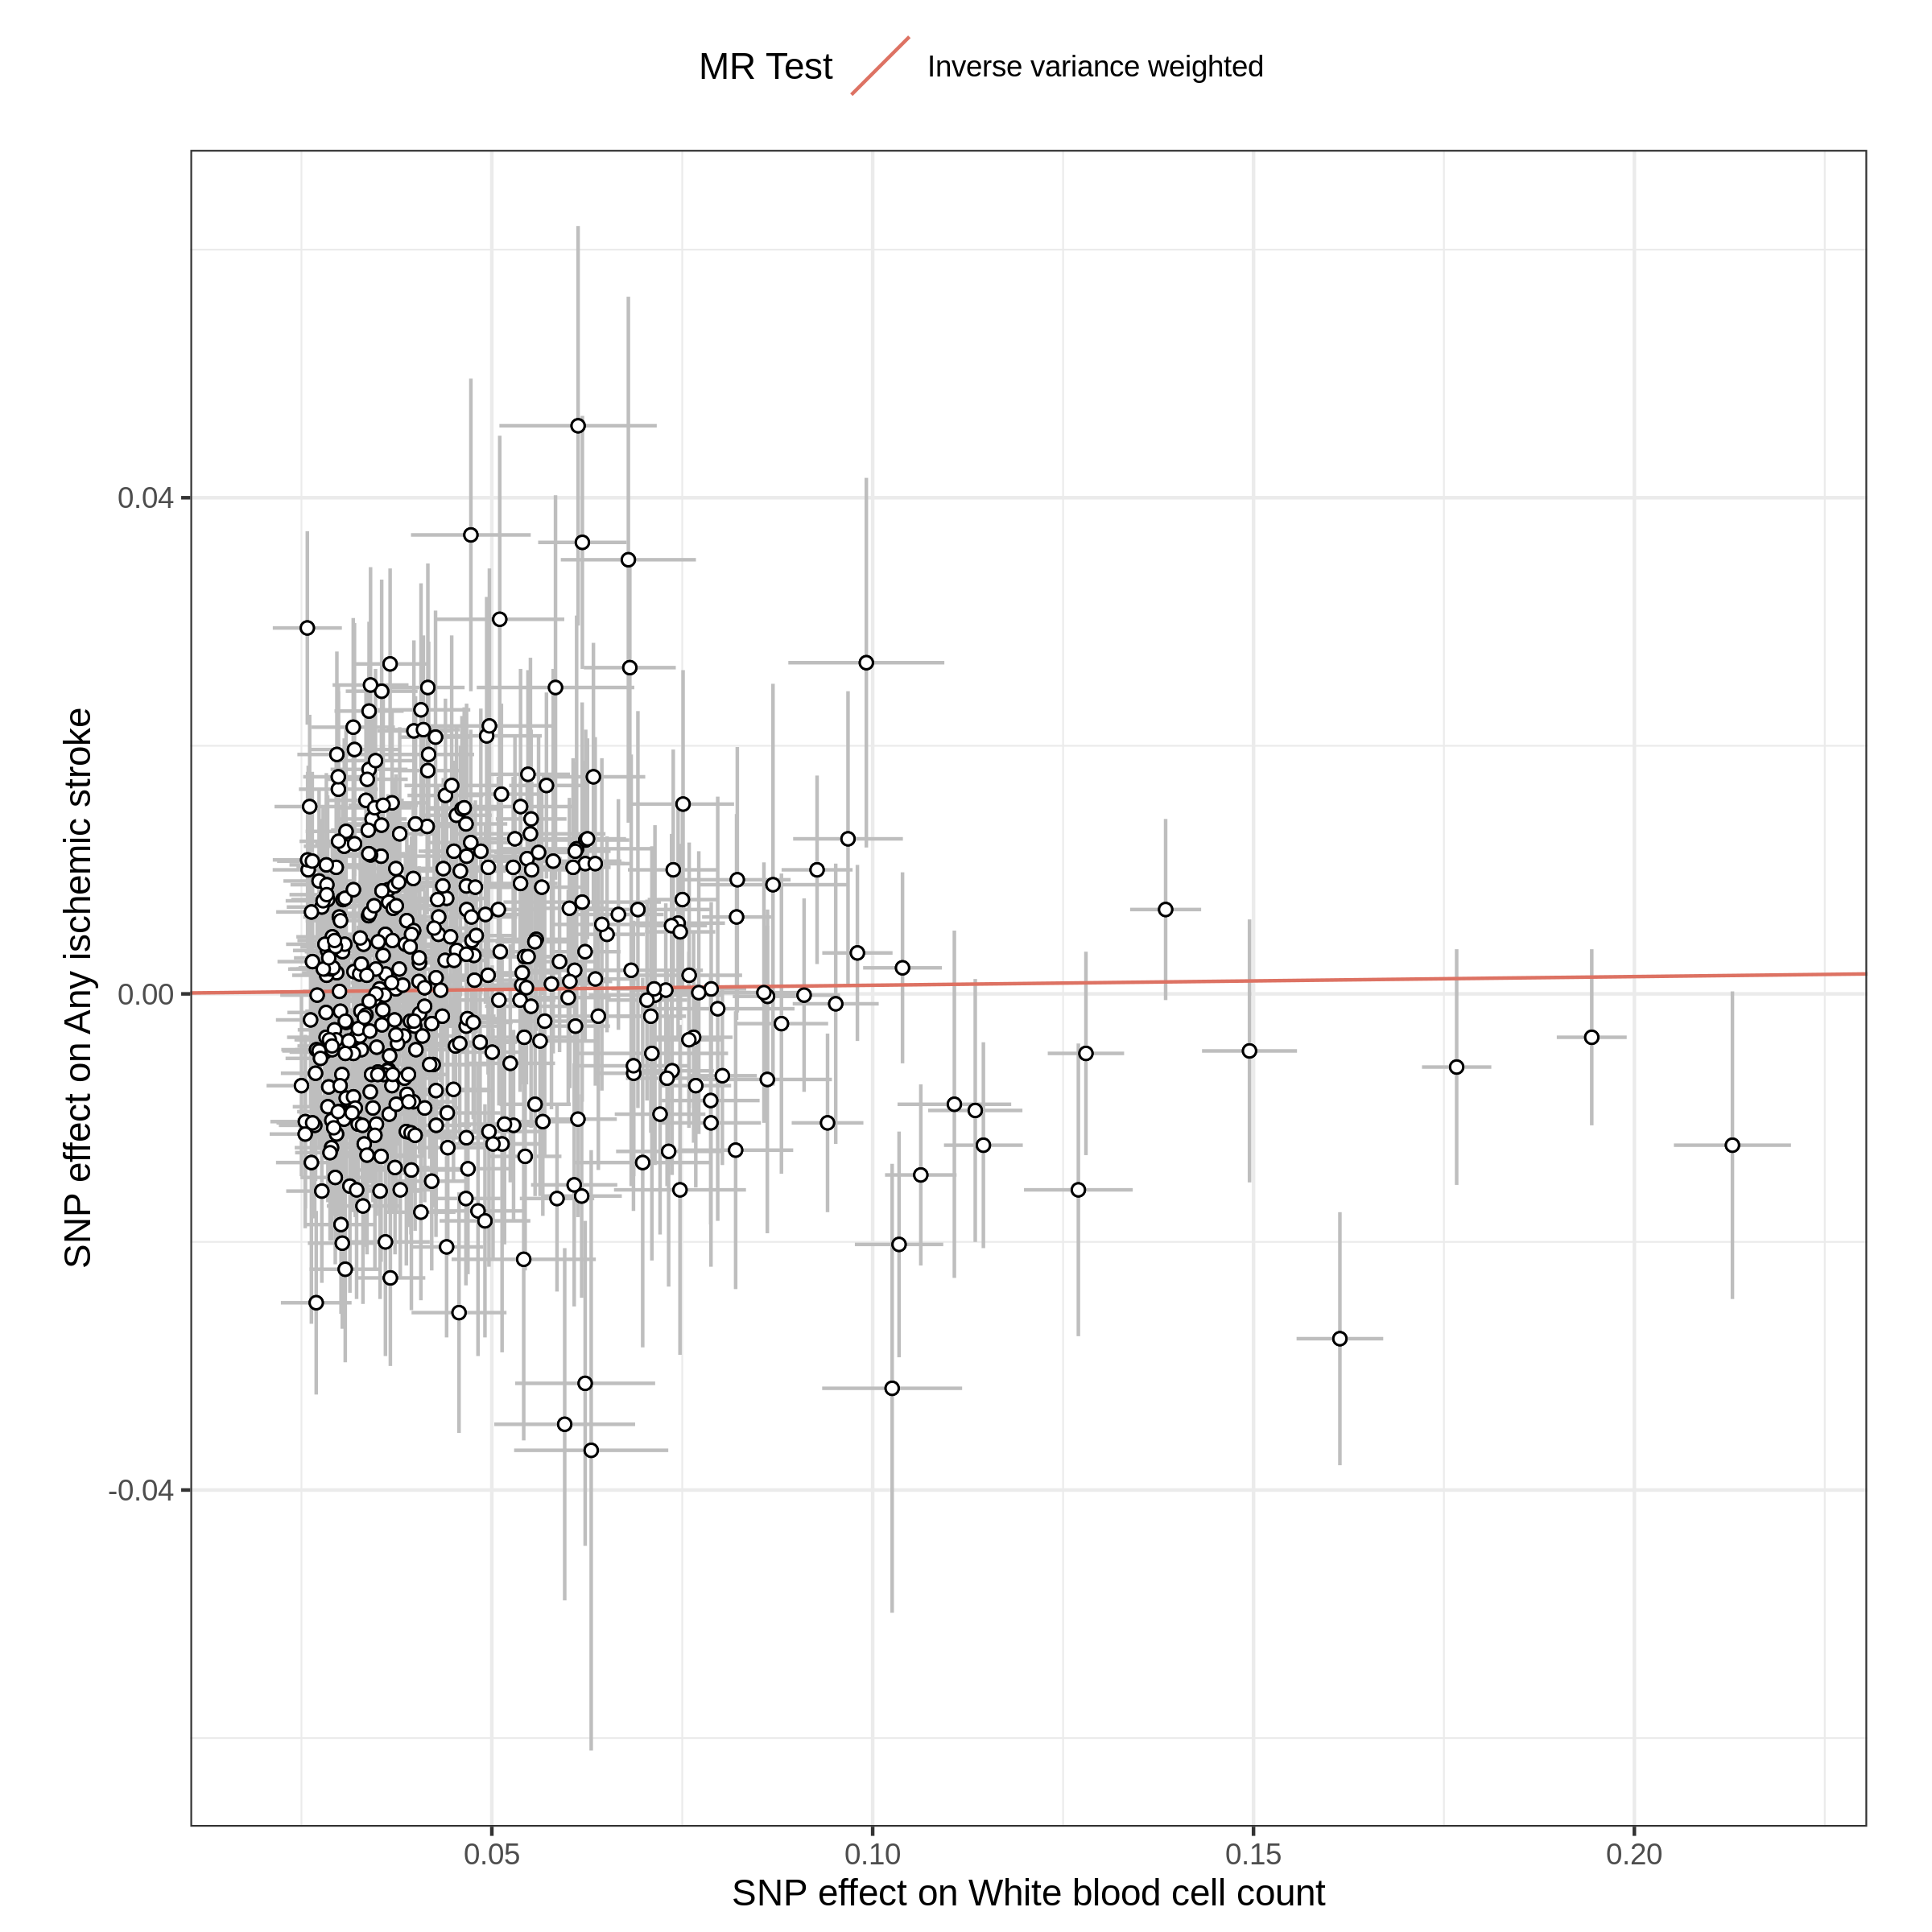 MR Test
Inverse variance weighted
SNP effect on Any ischemic stroke
0.04
0.00
-0.04
0.05
0.10
0.15
0.20
SNP effect on White blood cell count